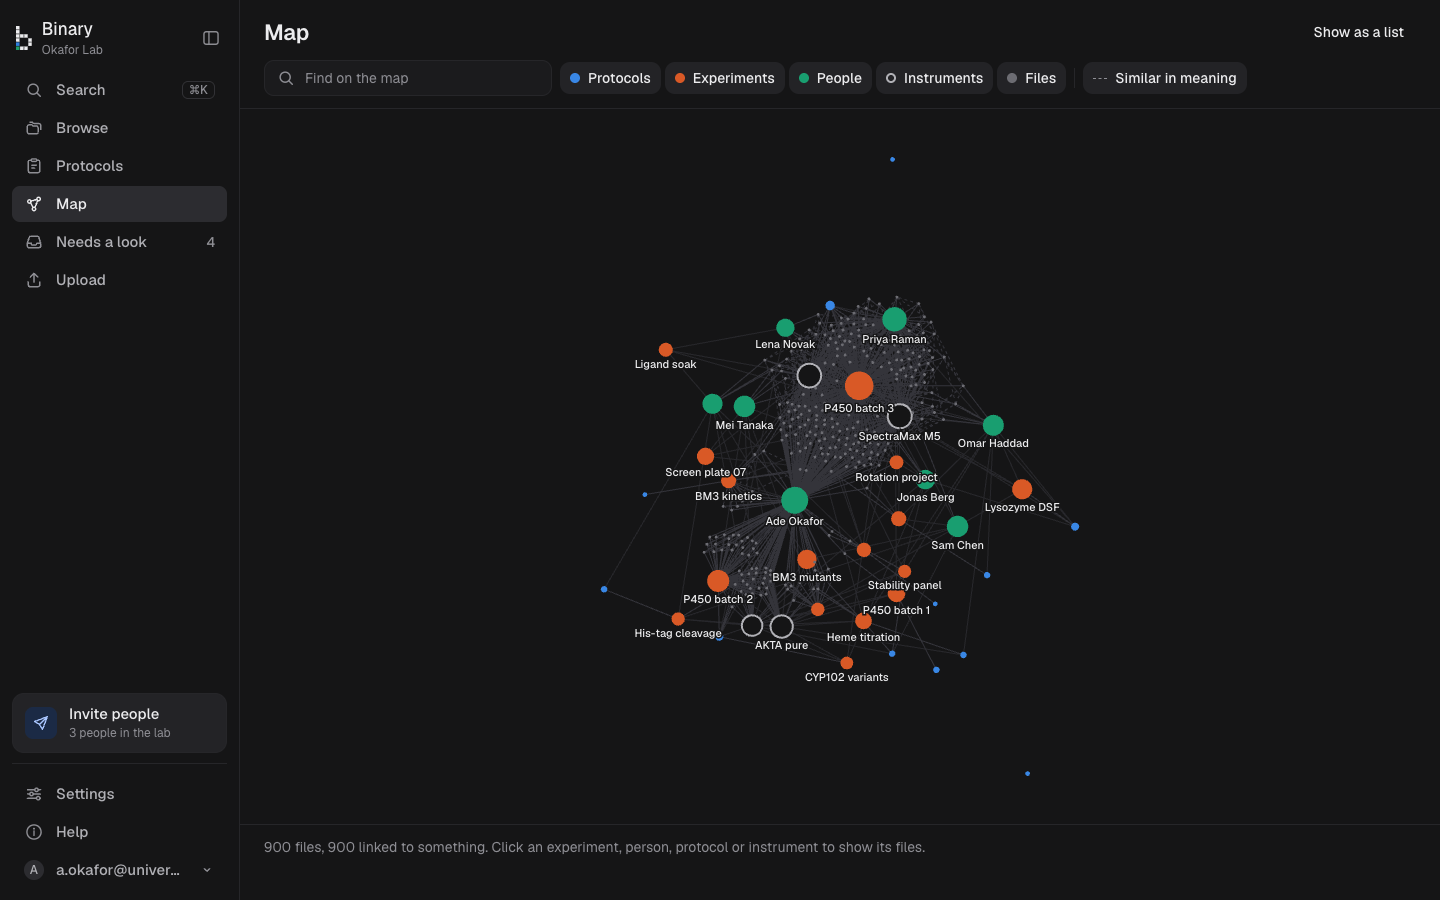 Binary
Okafor Lab
Search ⌘K
Browse
Protocols
Map
Needs a look 4
Upload
Invite people
3 people in the lab
Settings
Help
A a.okafor@univer...
Map
Show as a list
Find on the map
Protocols
Experiments
People
Instruments
Files
Similar in meaning
Lena Novak
Priya Raman
Ligand soak
P450 batch 3
Mei Tanaka
SpectraMax M5
Omar Haddad
Screen plate 07
Rotation project
BM3 kinetics
Jonas Berg
Lysozyme DSF
Ade Okafor
Sam Chen
BM3 mutants
Stability panel
P450 batch 2
P450 batch 1
His-tag cleavage
Heme titration
AKTA pure
CYP102 variants
900 files, 900 linked to something. Click an experiment, person, protocol or instrument to show its files.